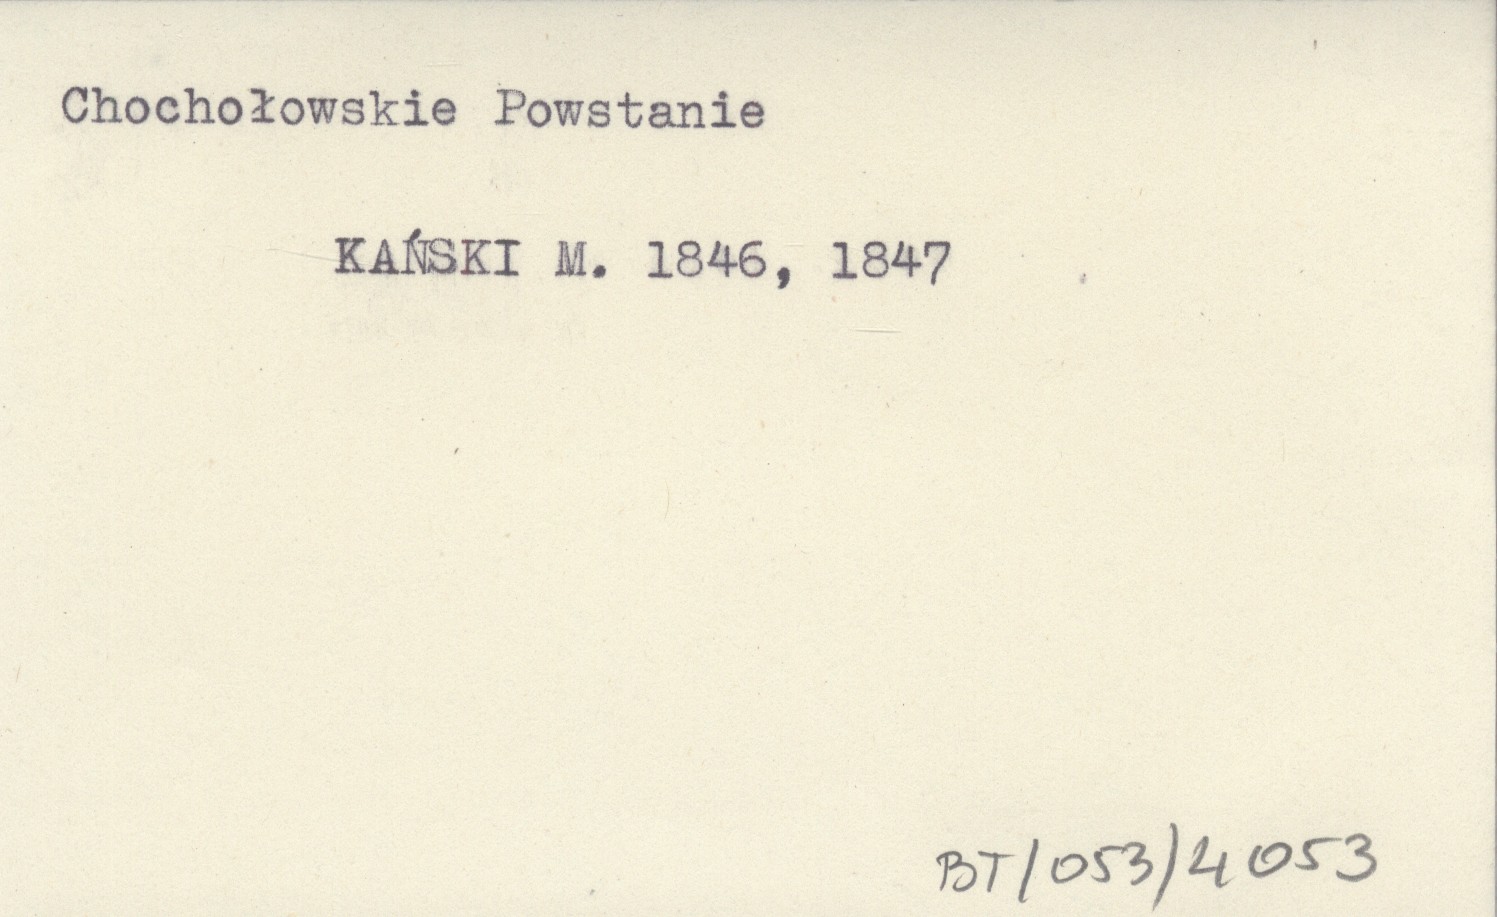 Chochołowskie Powstanie
KAŃSKI M. 1846, 1847
BT/053/4053